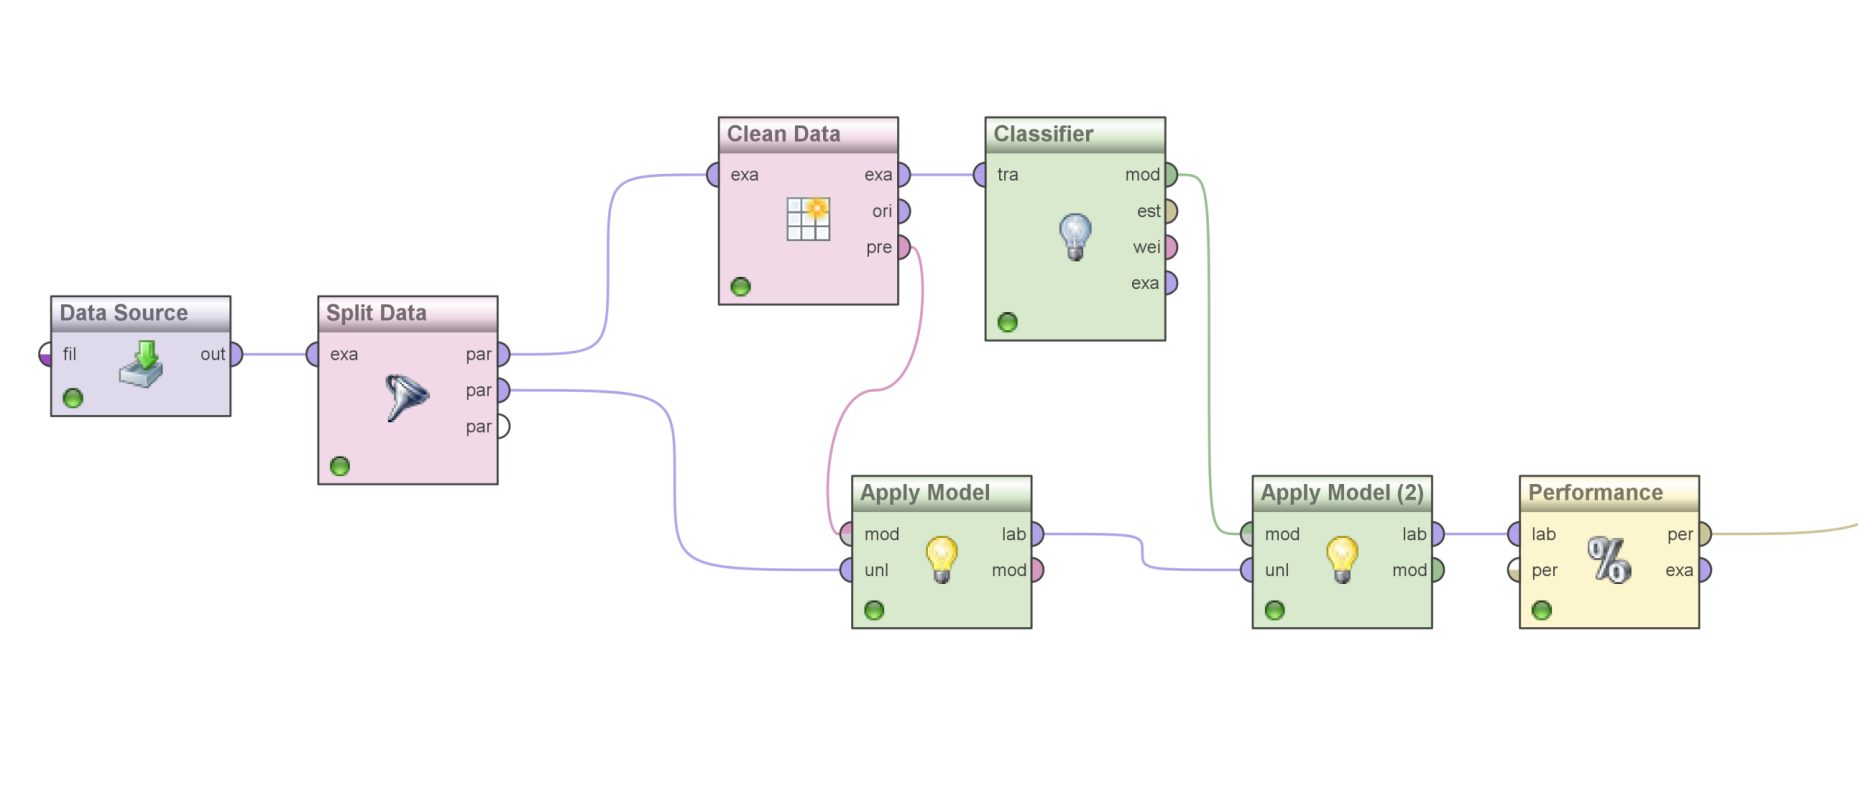 Clean Data
exa exa
ori
pre
Classifier
tra mod
est
wei
exa
Data Source
fil out
Split Data
exa par
par
par
Apply Model
mod lab
unl mod
Apply Model (2)
mod lab
unl mod
Performance
% 
lab per
per exa